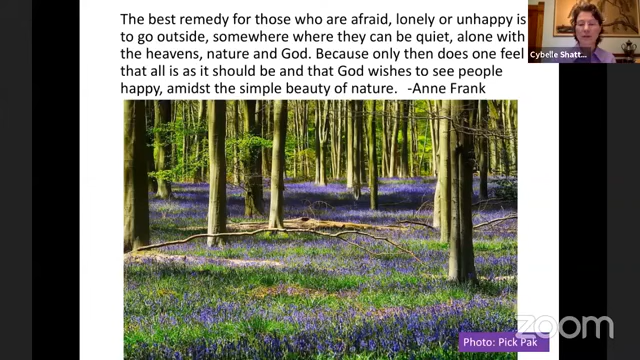 The best remedy for those who are afraid, lonely or unhappy is
to go outside, somewhere where they can be quiet, alone with
the heavens, nature and God. Because only then does one feel
that all is as it should be and that God wishes to see people
happy, amidst the simple beauty of nature.   -Anne Frank
Cybelle Shatt...
Photo: Pick Pak
zoom